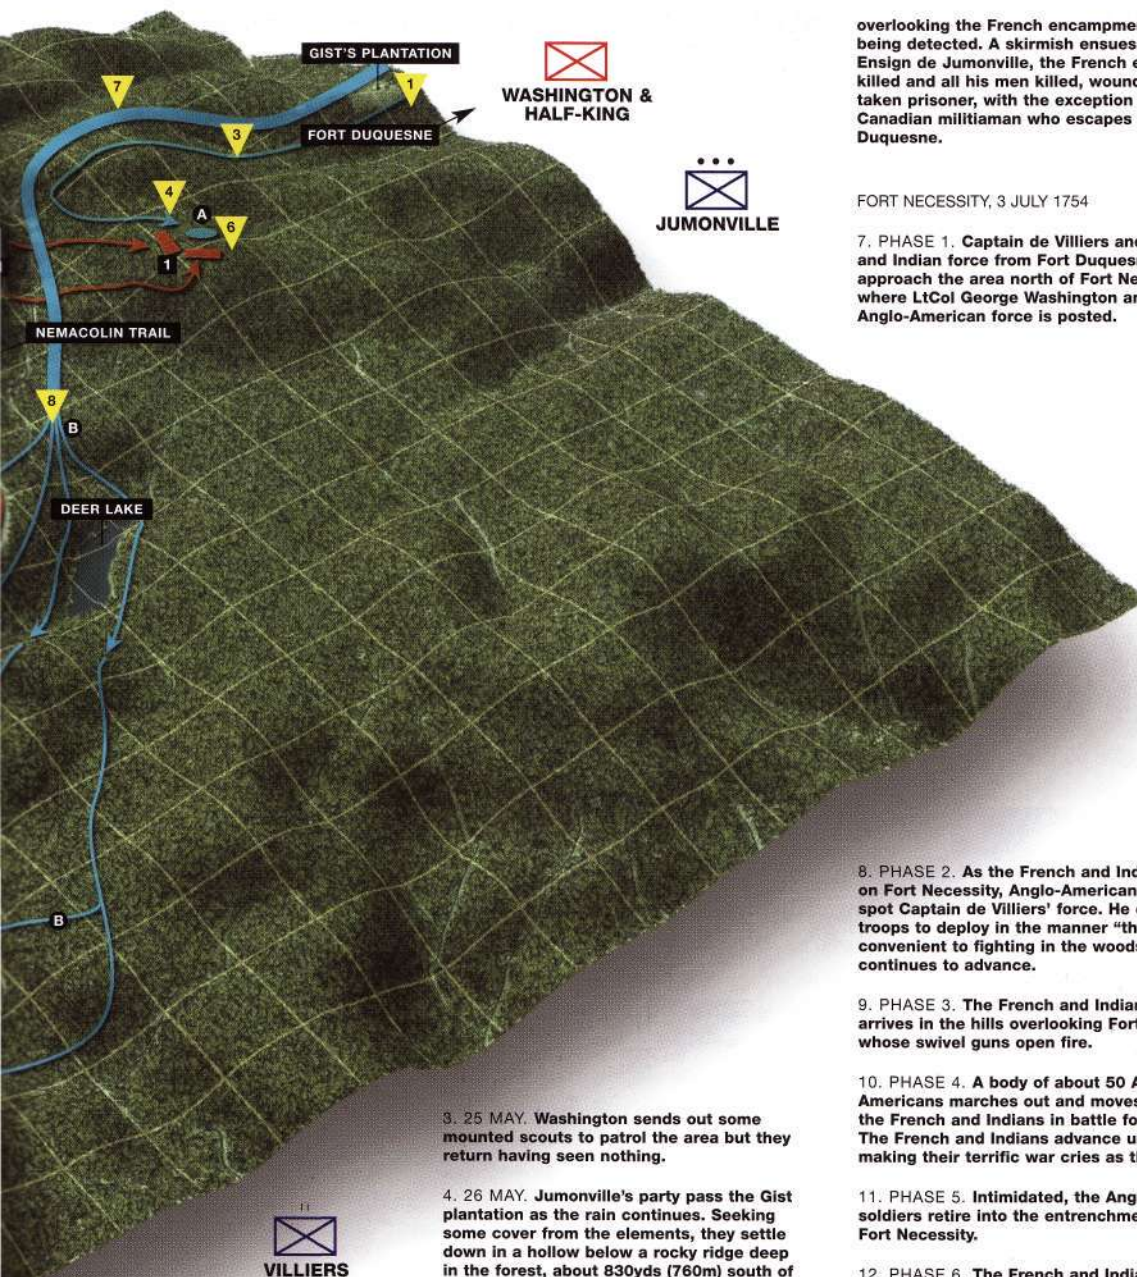 GIST'S PLANTATION
7
1
WASHINGTON &
HALF-KING
FORT DUQUESNE
3
4
A
6
1
JUMONVILLE
NEMACOLIN TRAIL
8
B
DEER LAKE
B
VILLIERS
overlooking the French encampme
being detected. A skirmish ensues
Ensign de Jumonville, the French e
killed and all his men killed, wound
taken prisoner, with the exception
Canadian militiaman who escapes
Duquesne.
FORT NECESSITY, 3 JULY 1754
7. PHASE 1. Captain de Villiers and
and Indian force from Fort Duquesn
approach the area north of Fort Ne
where LtCol George Washington an
Anglo-American force is posted.
8. PHASE 2. As the French and Ind
on Fort Necessity, Anglo-American
spot Captain de Villiers' force. He
troops to deploy in the manner "th
convenient to fighting in the woods
continues to advance.
9. PHASE 3. The French and Indian
arrives in the hills overlooking Fort
whose swivel guns open fire.
10. PHASE 4. A body of about 50 A
Americans marches out and moves
the French and Indians in battle fo
The French and Indians advance u
making their terrific war cries as th
11. PHASE 5. Intimidated, the Ang
soldiers retire into the entrenchme
Fort Necessity.
12. PHASE 6. The French and India
3. 25 MAY. Washington sends out some
mounted scouts to patrol the area but they
return having seen nothing.
4. 26 MAY. Jumonville's party pass the Gist
plantation as the rain continues. Seeking
some cover from the elements, they settle
down in a hollow below a rocky ridge deep
in the forest, about 830yds (760m) south of